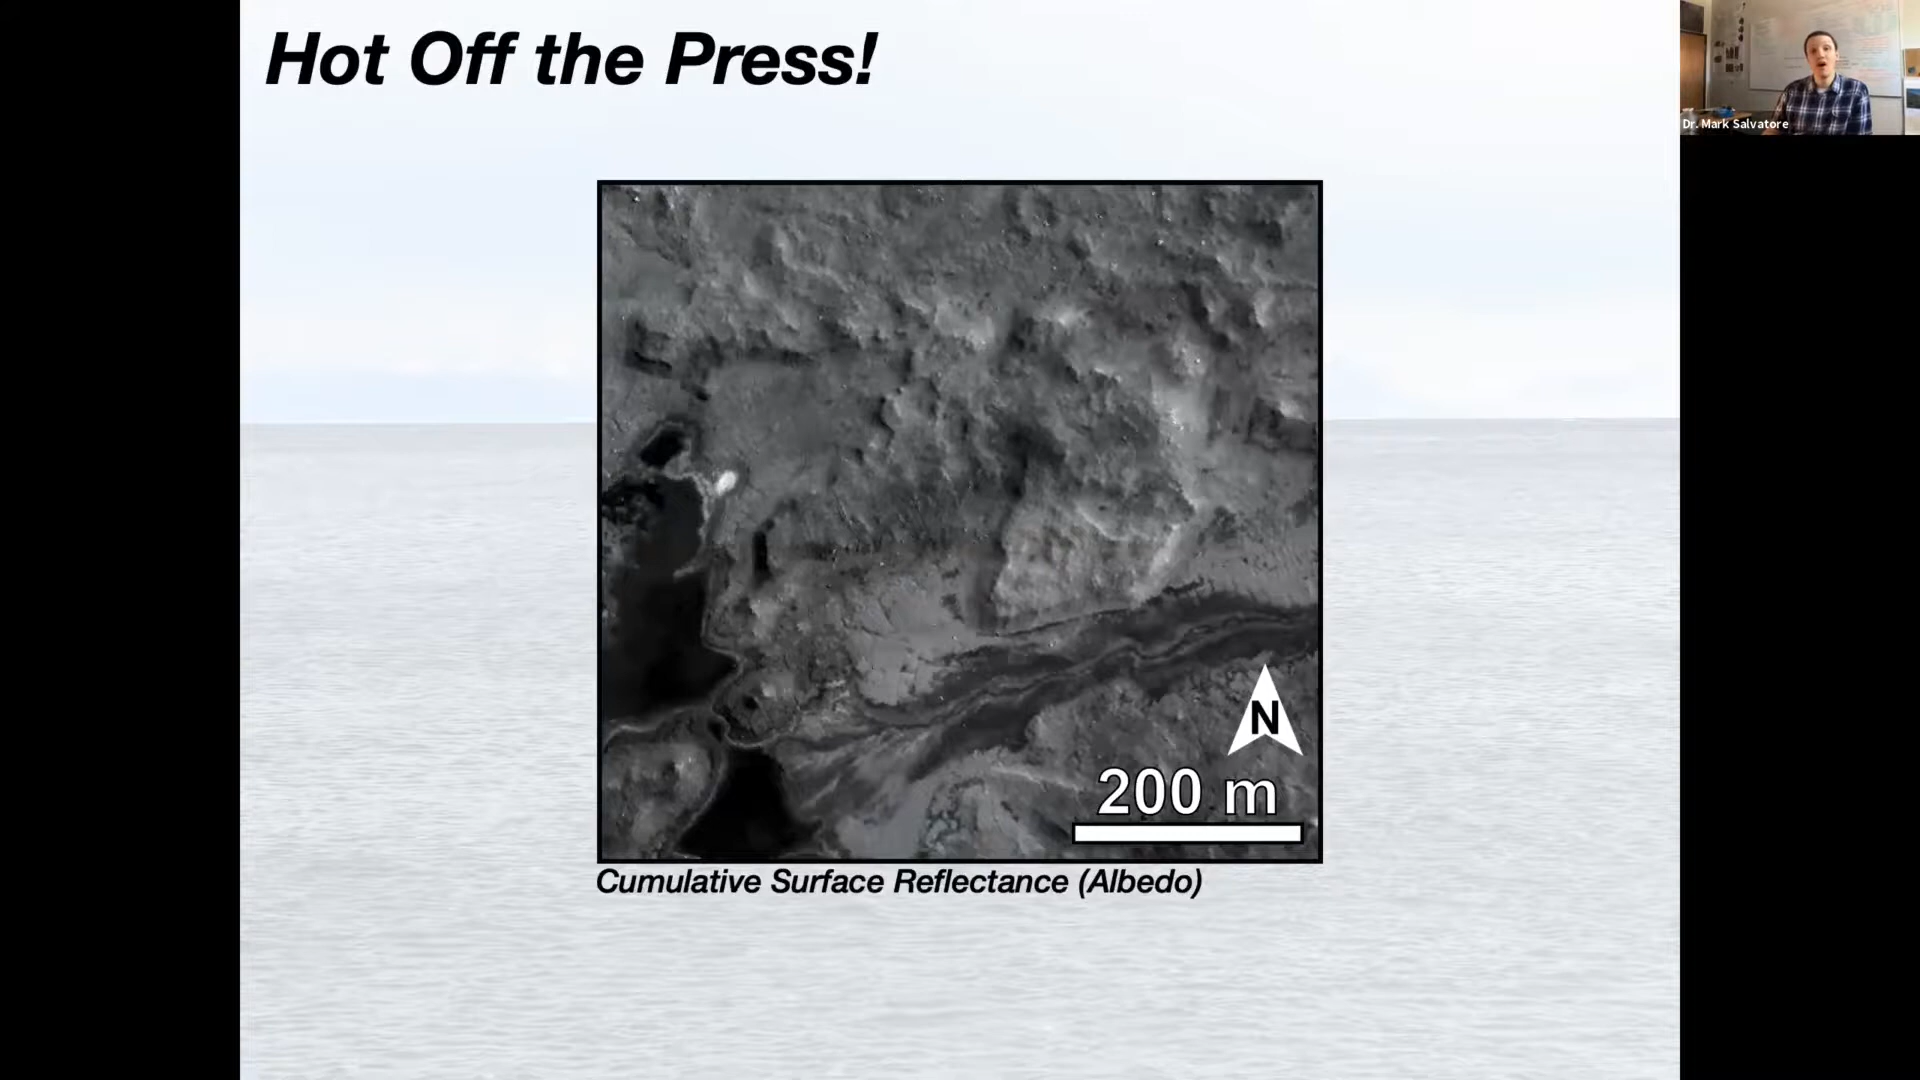 Hot Off the Press!
Dr. Mark Salvatore
N
200 m
Cumulative Surface Reflectance (Albedo)